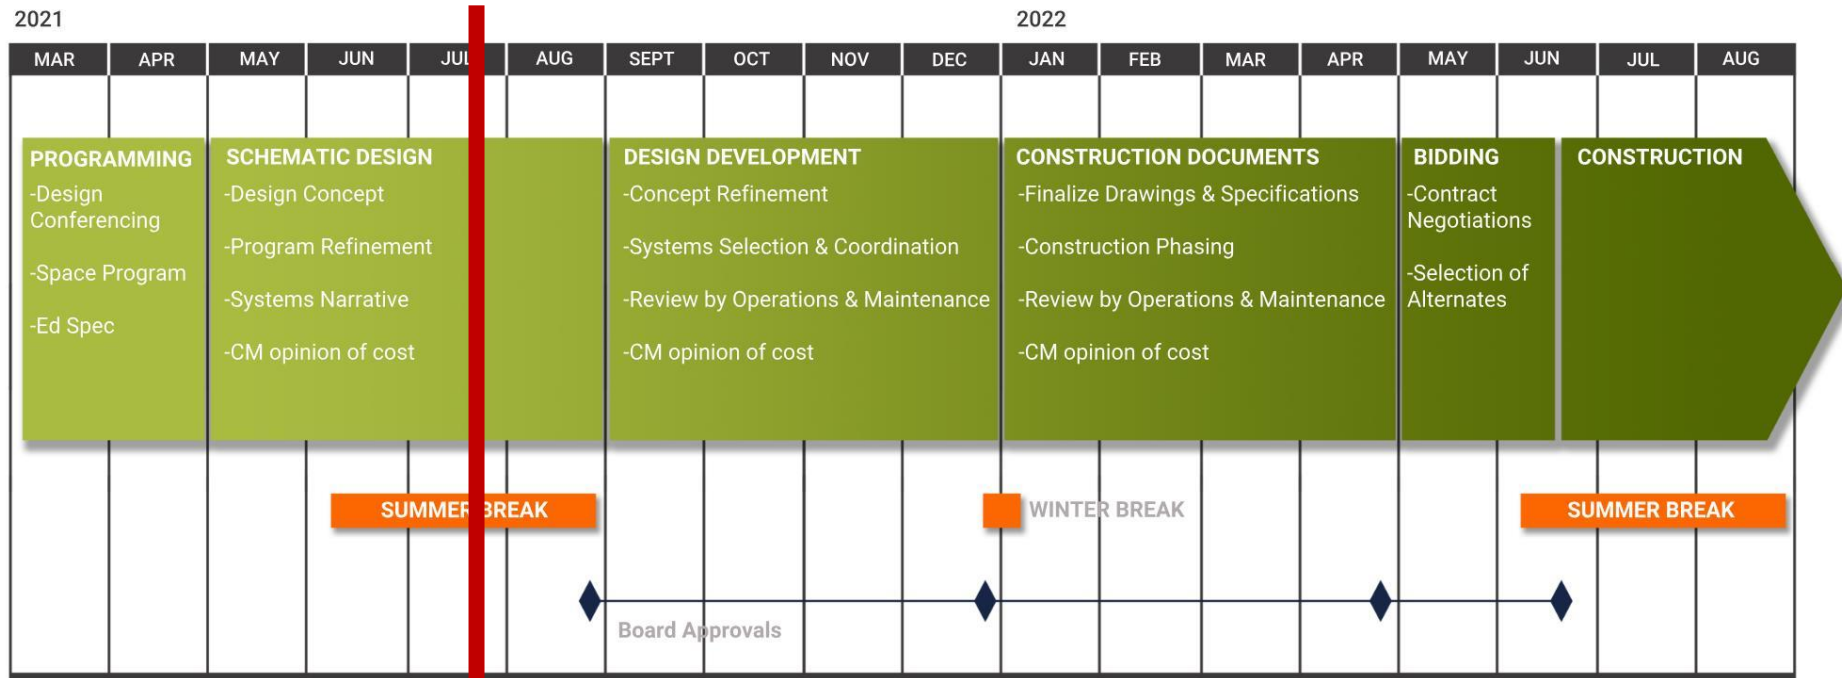 2021
2022
MAR APR MAY JUN JUL AUG SEPT OCT NOV DEC JAN FEB MAR APR MAY JUN JUL AUG
PROGRAMMING
-Design
Conferencing
-Space Program
-Ed Spec
SCHEMATIC DESIGN
-Design Concept
-Program Refinement
-Systems Narrative
-CM opinion of cost
DESIGN DEVELOPMENT
-Concept Refinement
-Systems Selection & Coordination
-Review by Operations & Maintenance
-CM opinion of cost
CONSTRUCTION DOCUMENTS
-Finalize Drawings & Specifications
-Construction Phasing
-Review by Operations & Maintenance
-CM opinion of cost
BIDDING
-Contract
Negotiations
-Selection of
Alternates
CONSTRUCTION
SUMMER BREAK
WINTER BREAK
SUMMER BREAK
Board Approvals